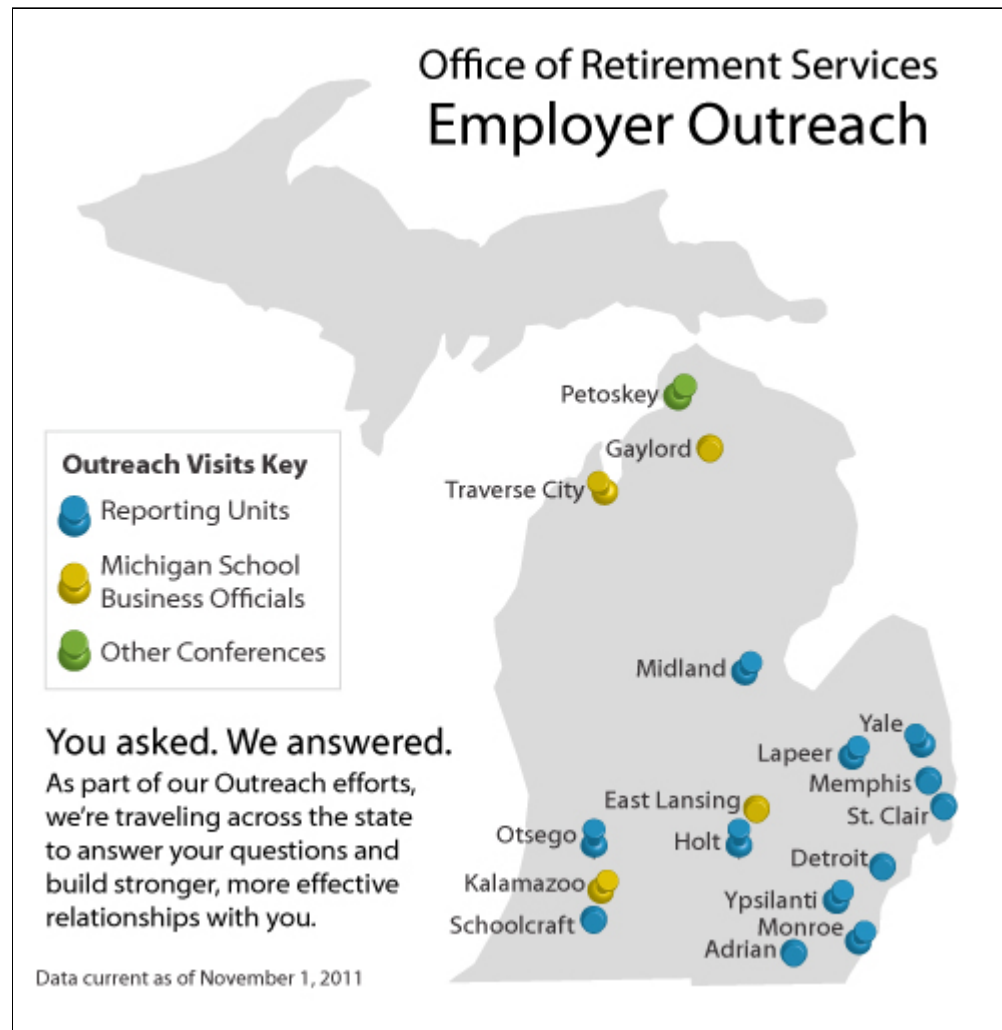 Office of Retirement Services
Employer Outreach
Petoskey
Gaylord
Traverse City
Outreach Visits Key
Reporting Units
Michigan School
Business Officials
Other Conferences
Midland
Yale
Lapeer
Memphis
St. Clair
East Lansing
Otsego
Holt
Detroit
Kalamazoo
Ypsilanti
Schoolcraft
Monroe
Adrian
You asked. We answered.
As part of our Outreach efforts,
we're traveling across the state
to answer your questions and
build stronger, more effective
relationships with you.
Data current as of November 1, 2011